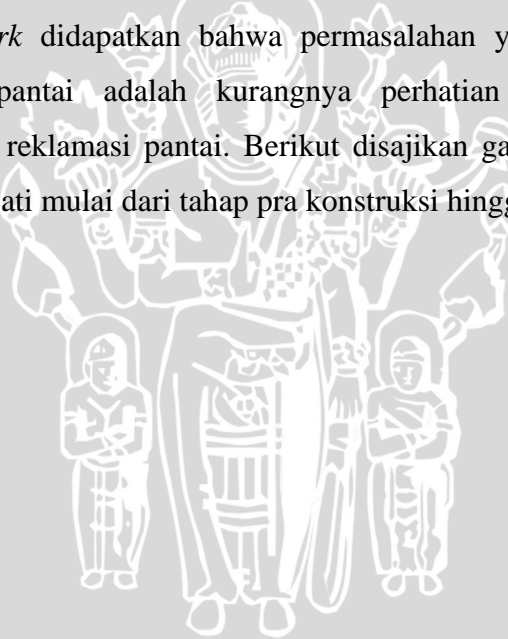 rk didapatkan bahwa permasalahan y
pantai adalah kurangnya perhatian
reklamasi pantai. Berikut disajikan ga
ati mulai dari tahap pra konstruksi hingg